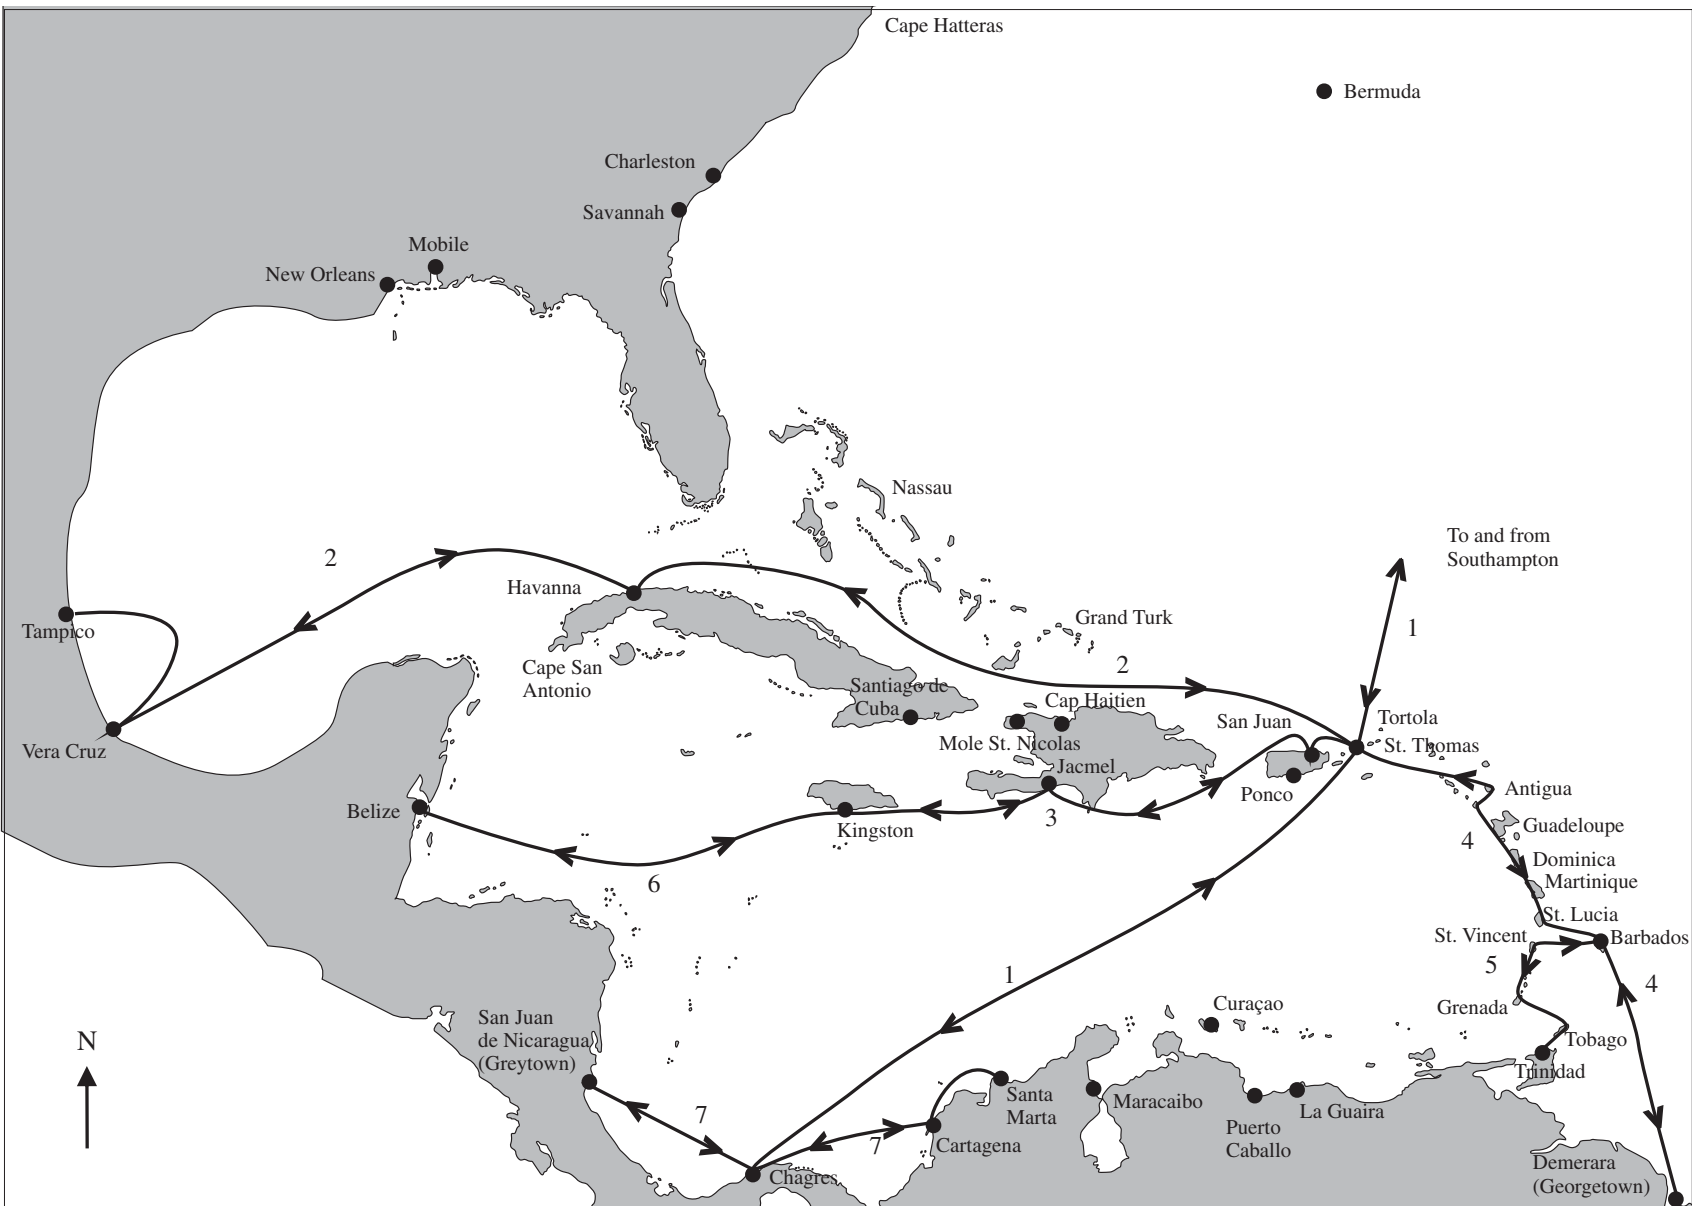 Cape Hatteras
Bermuda
Charleston
Savannah
Mobile
New Orleans
Nassau
To and from
Southampton
2
Havanna
Grand Turk
1
Tampico
2
Cape San
Antonio
Santiago de
Cuba
Cap Haitien
San Juan
Tortola
St. Thomas
Vera Cruz
Mole St. Nicolas
Jacmel
Ponco
Antigua
Belize
Kingston
3
Guadeloupe
4
Dominica
Martinique
6
St. Lucia
St. Vincent
Barbados
5
1
4
Grenada
Curaçao
San Juan
de Nicaragua
(Greytown)
N
Tobago
Trinidad
Santa
Marta
Maracaibo
La Guaira
7
Puerto
Caballo
7
Cartagena
Demerara
(Georgetown)
Chagres